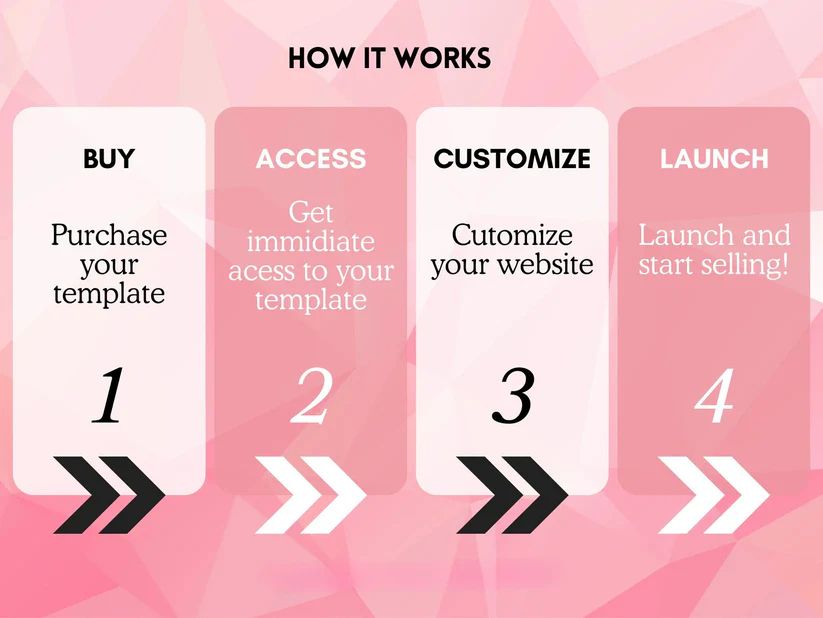 HOW IT WORKS
BUY
Purchase
your
template
1
ACCESS
Get
immidiate
acess to your
template
2
CUSTOMIZE
Cutomize
your website
3
LAUNCH
Launch and
start selling!
4